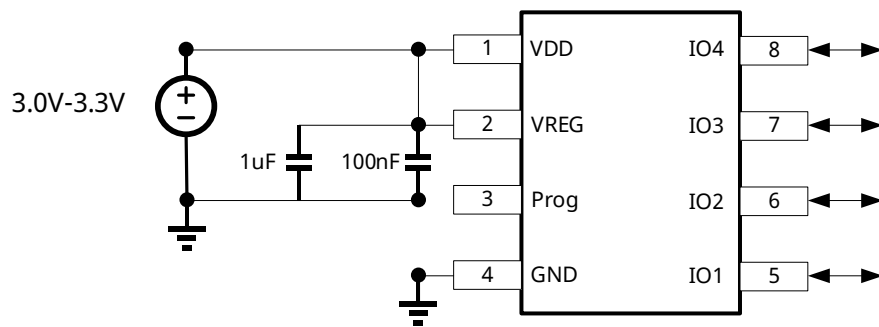 1 VDD IO4 8
3.0V-3.3V
+
−
2 VREG IO3 7
1uF 100nF
3 Prog IO2 6
4 GND IO1 5